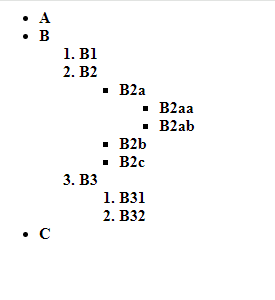 • A
• B
1. B1
2. B2
▪ B2a
▪ B2aa
▪ B2ab
▪ B2b
▪ B2c
3. B3
1. B31
2. B32
• C